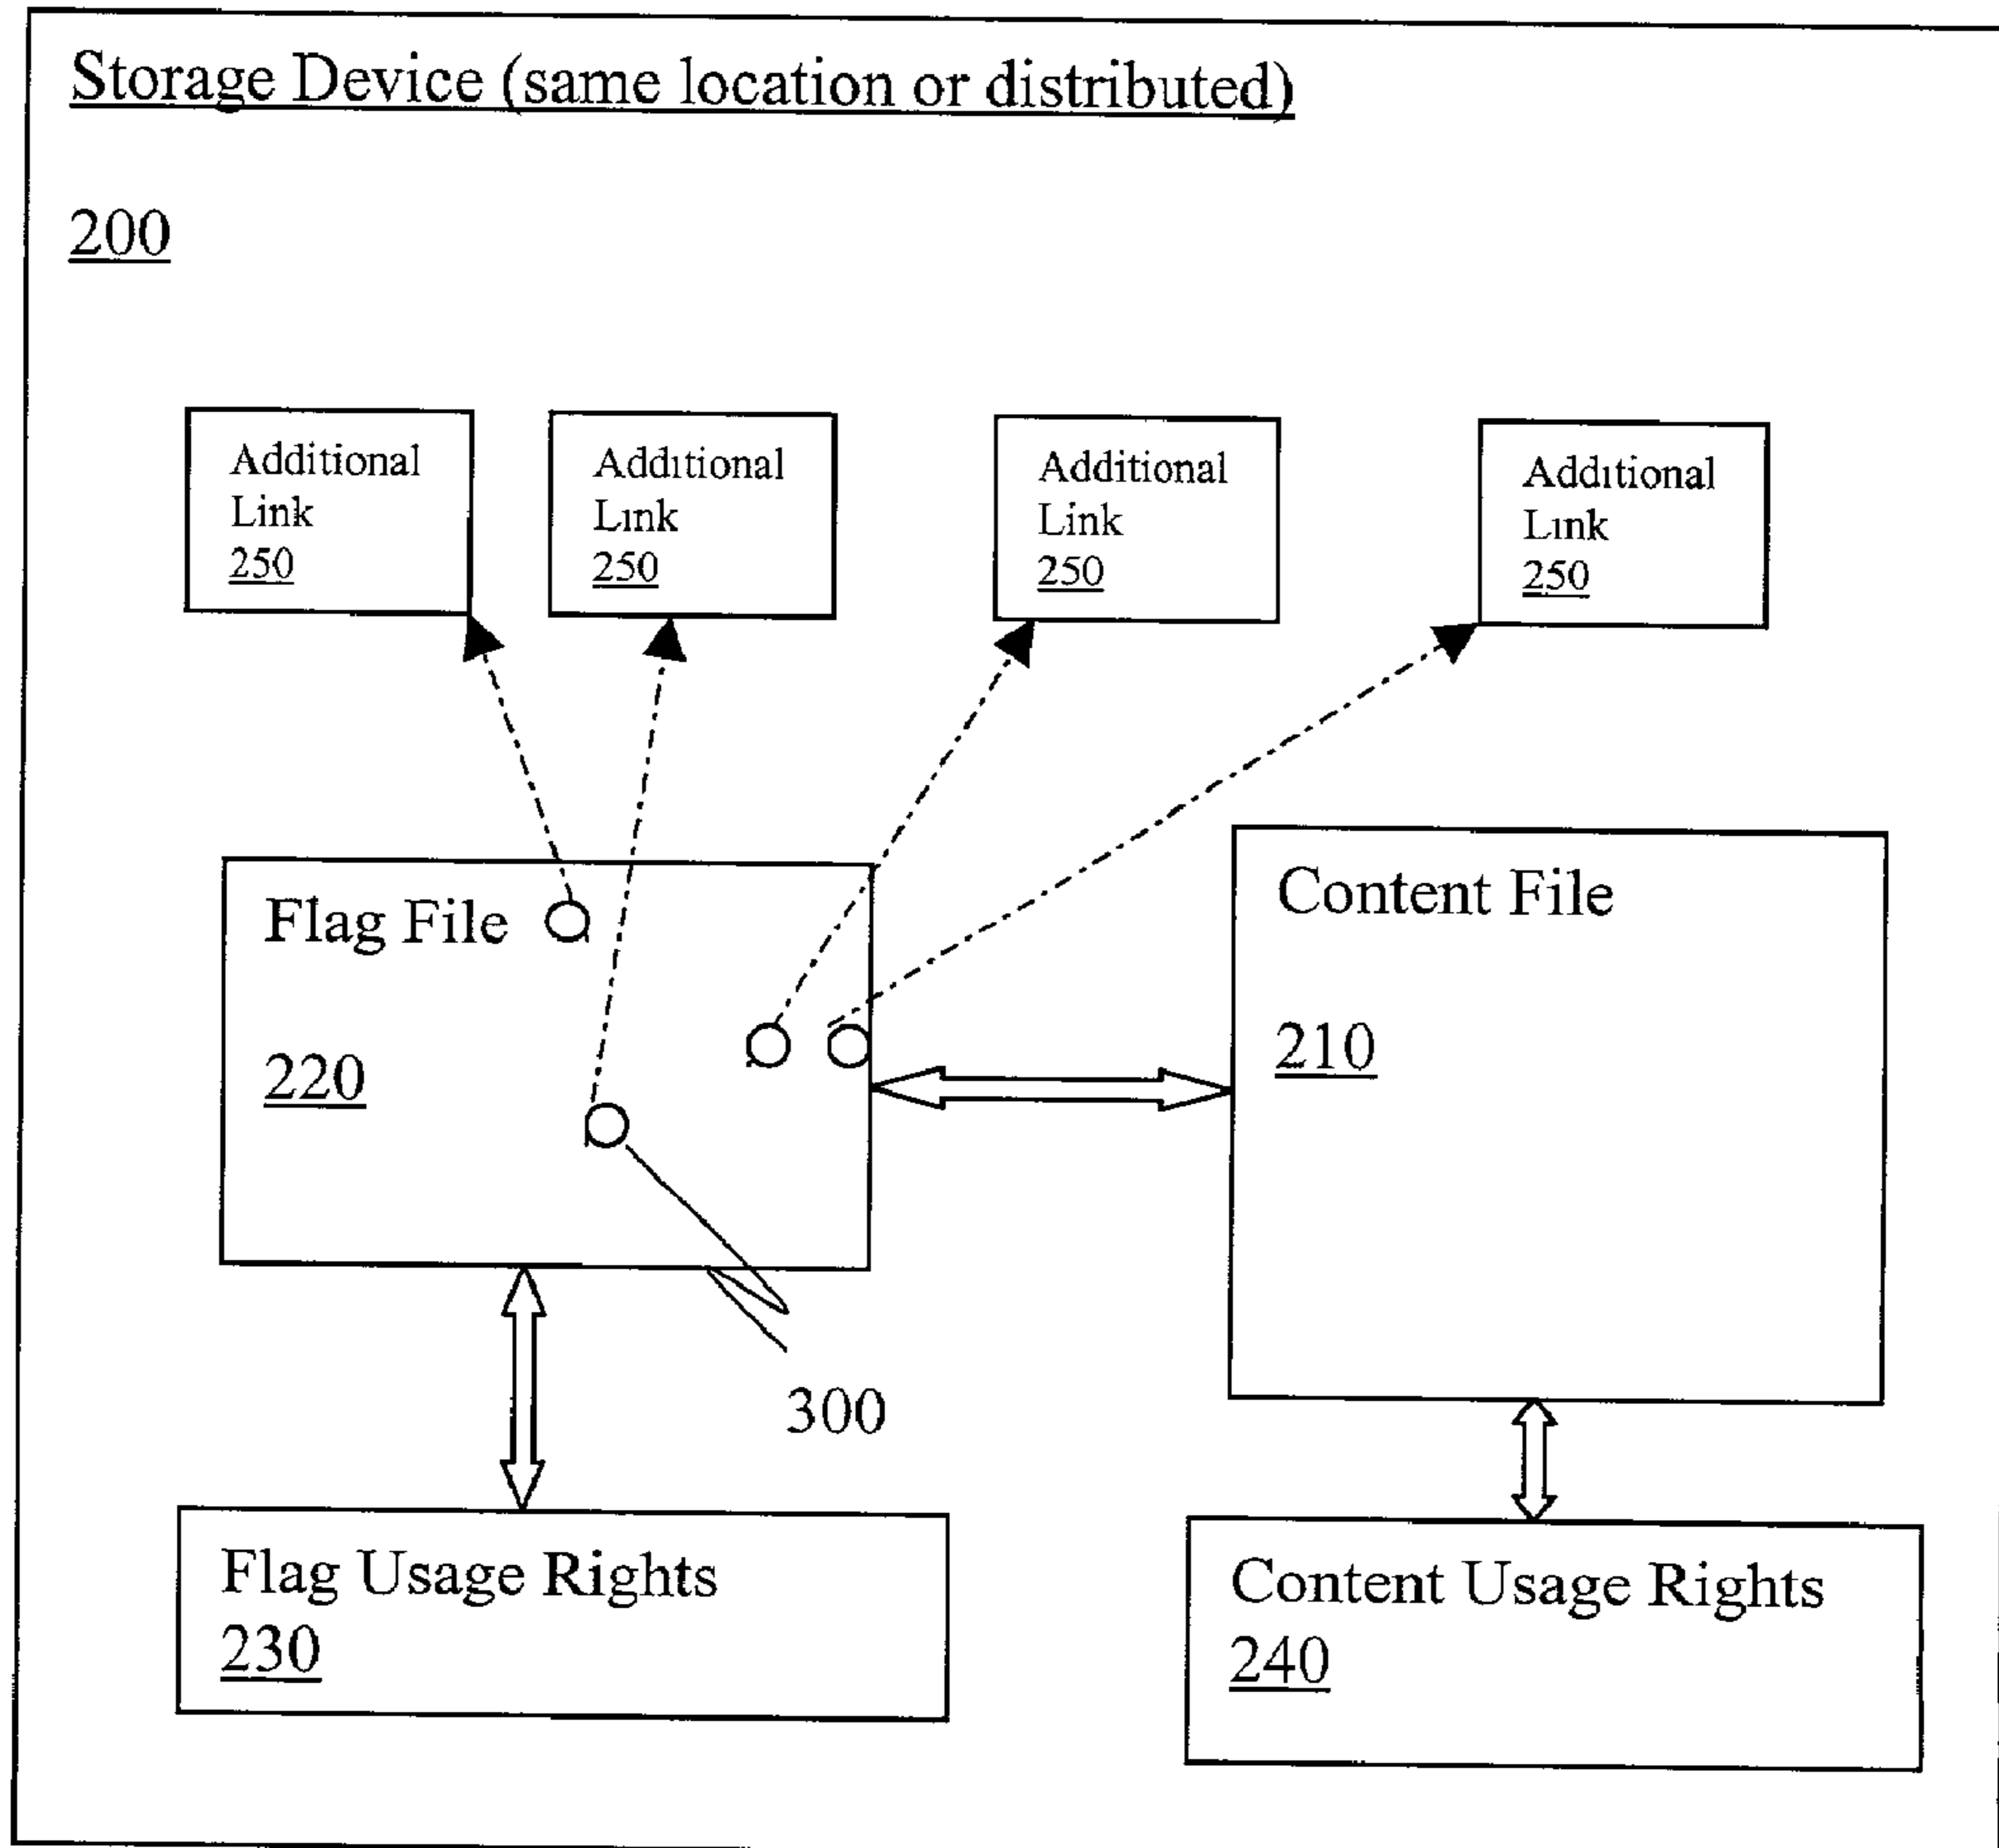 Storage Device (same location or distributed)
200
Additional
Link
250
Additional
Link
250
Additional
Link
250
Additional
Link
250
Flag File
220
Content File
210
300
Flag Usage Rights
230
Content Usage Rights
240